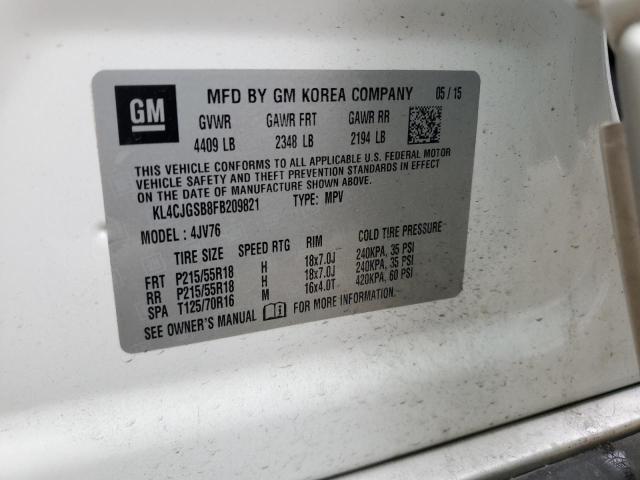 GM
MFD BY GM KOREA COMPANY 05 / 15
GVWR GAWR FRT GAWR RR
4409 LB 2348 LB 2194 LB
THIS VEHICLE CONFORMS TO ALL APPLICABLE U.S. FEDERAL MOTOR
VEHICLE SAFETY AND THEFT PREVENTION STANDARDS IN EFFECT
ON THE DATE OF MANUFACTURE SHOWN ABOVE.
KL4CJGSB8FB209821 TYPE: MPV
MODEL : 4JV76
TIRE SIZE SPEED RTG RIM COLD TIRE PRESSURE
FRT P215/55R18 H 18x7.0J 240KPA, 35 PSI
RR P215/55R18 H 18x7.0J 240KPA, 35 PSI
SPA T125/70R16 M 16x4.0T 420KPA, 60 PSI
SEE OWNER'S MANUAL FOR MORE INFORMATION.